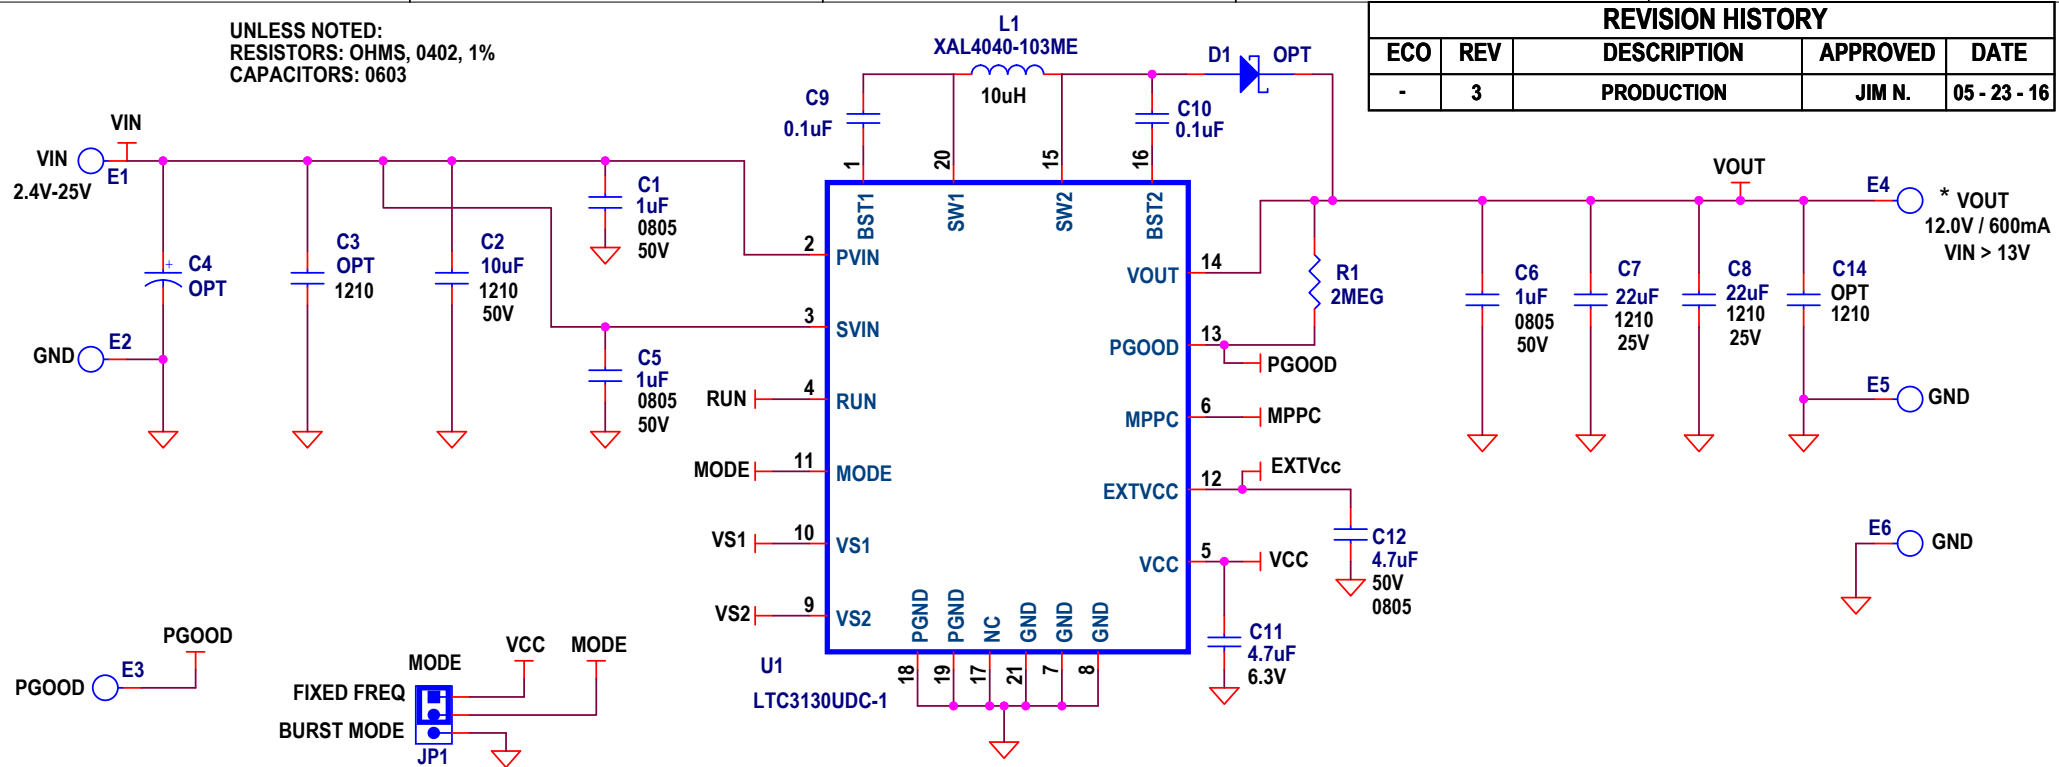 UNLESS NOTED:
RESISTORS: OHMS, 0402, 1%
CAPACITORS: 0603
REVISION HISTORY
ECO REV DESCRIPTION APPROVED DATE
- 3 PRODUCTION JIM N. 05 - 23 - 16
L1
XAL4040-103ME
10uH
D1 OPT
C9
0.1uF
C10
0.1uF
1 20 15 16
BST1 SW1 SW2 BST2
VIN
VIN
E1
2.4V-25V
C4
+
OPT
C3
OPT
1210
C2
10uF
1210
50V
C1
1uF
0805
50V
C5
1uF
0805
50V
GND
E2
2 PVIN
3 SVIN
RUN 4 RUN
MODE 11 MODE
VS1 10 VS1
VS2 9 VS2
VOUT 14
PGOOD 13
PGOOD
MPPC 6 MPPC
EXTVCC 12 EXTVcc
VCC 5 VCC
R1
2MEG
C12
4.7uF
50V
0805
C11
4.7uF
6.3V
PGND PGND NC GND GND GND
18 19 17 21 7 8
U1
LTC3130UDC-1
VOUT
E4
* VOUT
12.0V / 600mA
VIN > 13V
C6
1uF
0805
50V
C7
22uF
1210
25V
C8
22uF
1210
25V
C14
OPT
1210
E5
GND
E6
GND
PGOOD
PGOOD
E3
MODE
VCC
MODE
FIXED FREQ
BURST MODE
JP1